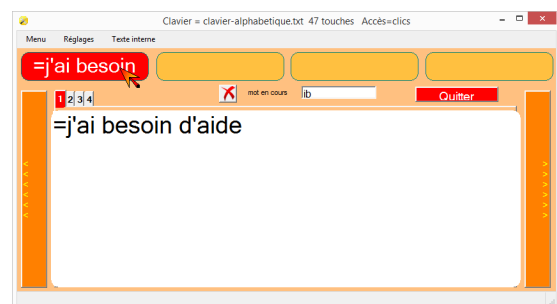 Clavier = clavier-alphabetique.txt 47 touches Accès=clics
Menu Réglages Texte interne
=j'ai besoin
1 2 3 4 mot en cours ib Quitter
=j'ai besoin d'aide
< >
< >
< >
< >
< >
< >